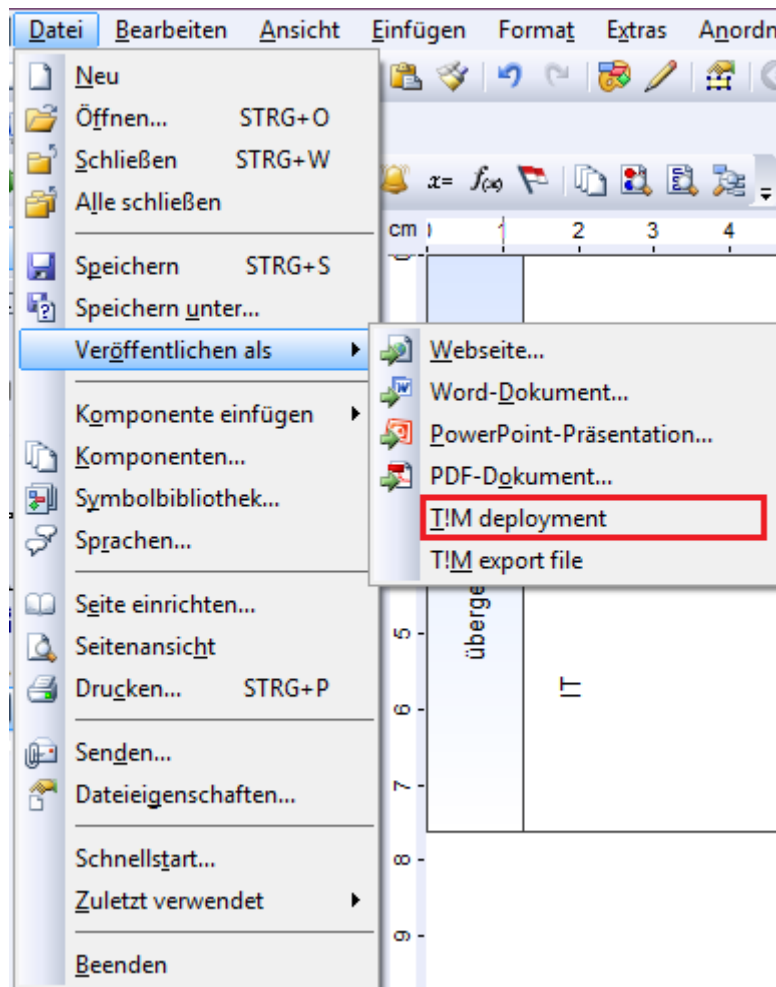 Datei Bearbeiten Ansicht Einfügen Format Extras Anordn
Neu
Öffnen... STRG+O
Schließen STRG+W
Alle schließen
Speichern STRG+S
Speichern unter...
Veröffentlichen als
Komponente einfügen
Komponenten...
Symbolbibliothek...
Sprachen...
Seite einrichten...
Seitenansicht
Drucken... STRG+P
Senden...
Dateieigenschaften...
Schnellstart...
Zuletzt verwendet
Beenden
x= f(x)
cm 1 2 3 4
Webseite...
Word-Dokument...
PowerPoint-Präsentation...
PDF-Dokument...
T!M deployment
T!M export file
überge
IT
5
6
7
8
9